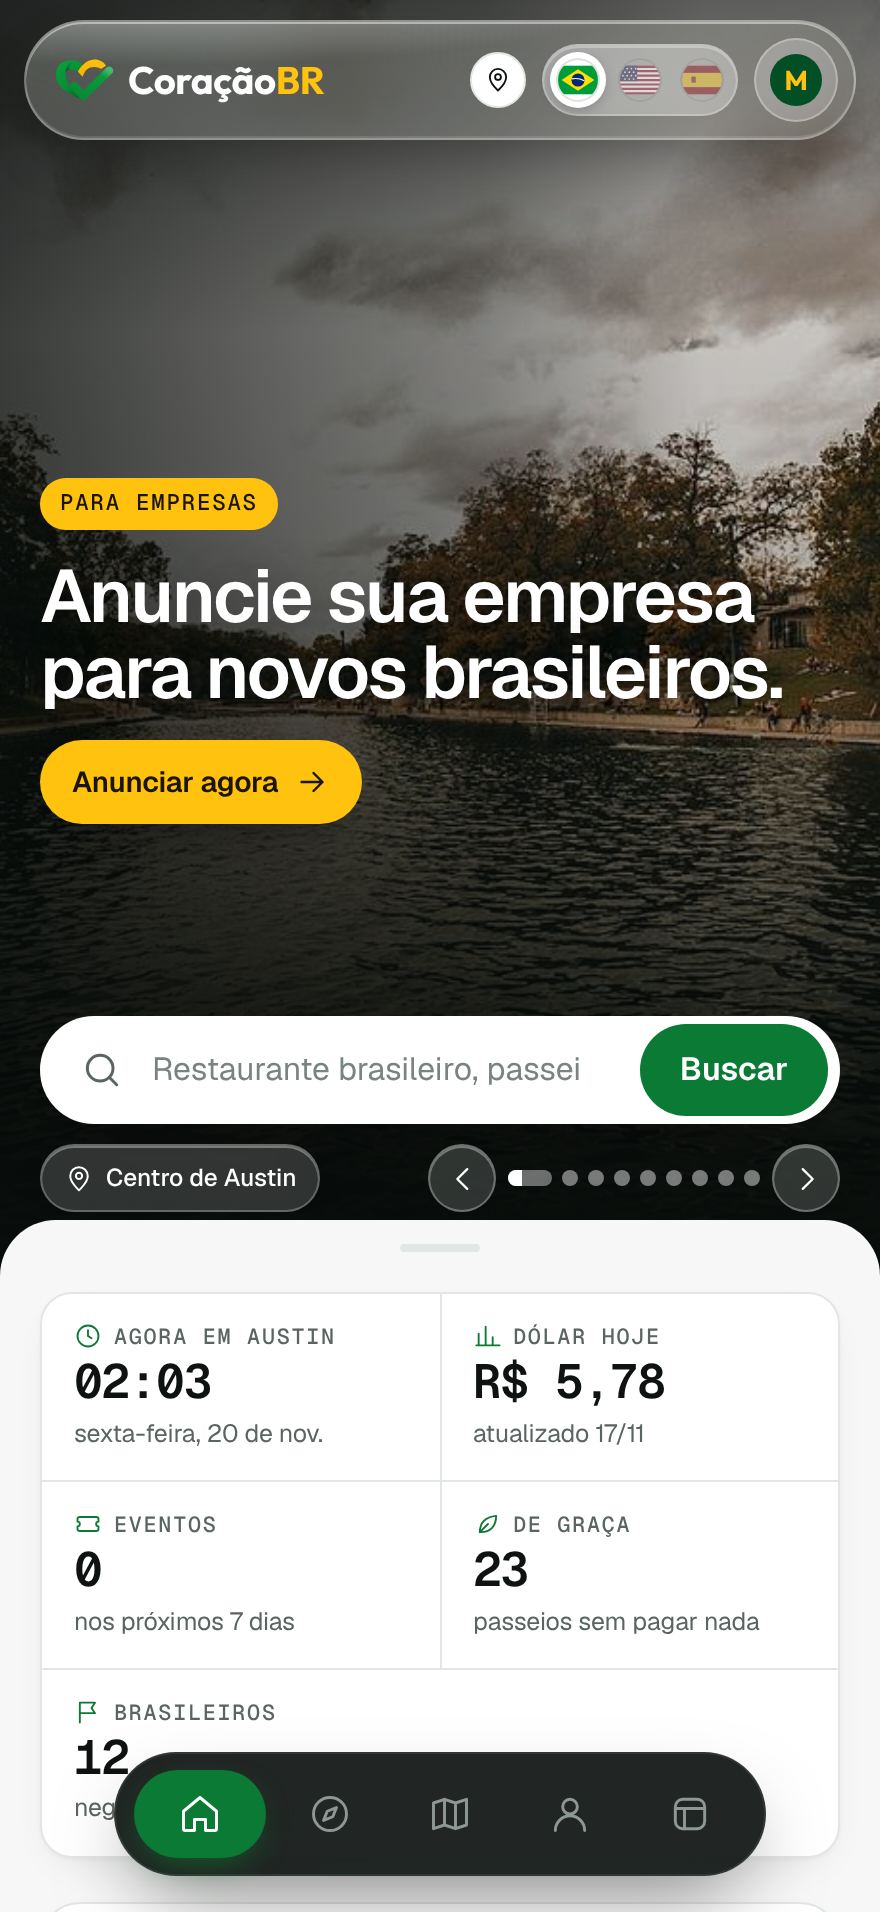 CoraçãoBR
M
PARA EMPRESAS
Anuncie sua empresa
para novos brasileiros.
Anunciar agora
Restaurante brasileiro, passei
Buscar
Centro de Austin
AGORA EM AUSTIN
02:03
sexta-feira, 20 de nov.
DÓLAR HOJE
R$ 5,78
atualizado 17/11
EVENTOS
0
nos próximos 7 dias
DE GRAÇA
23
passeios sem pagar nada
BRASILEIROS
12
neg